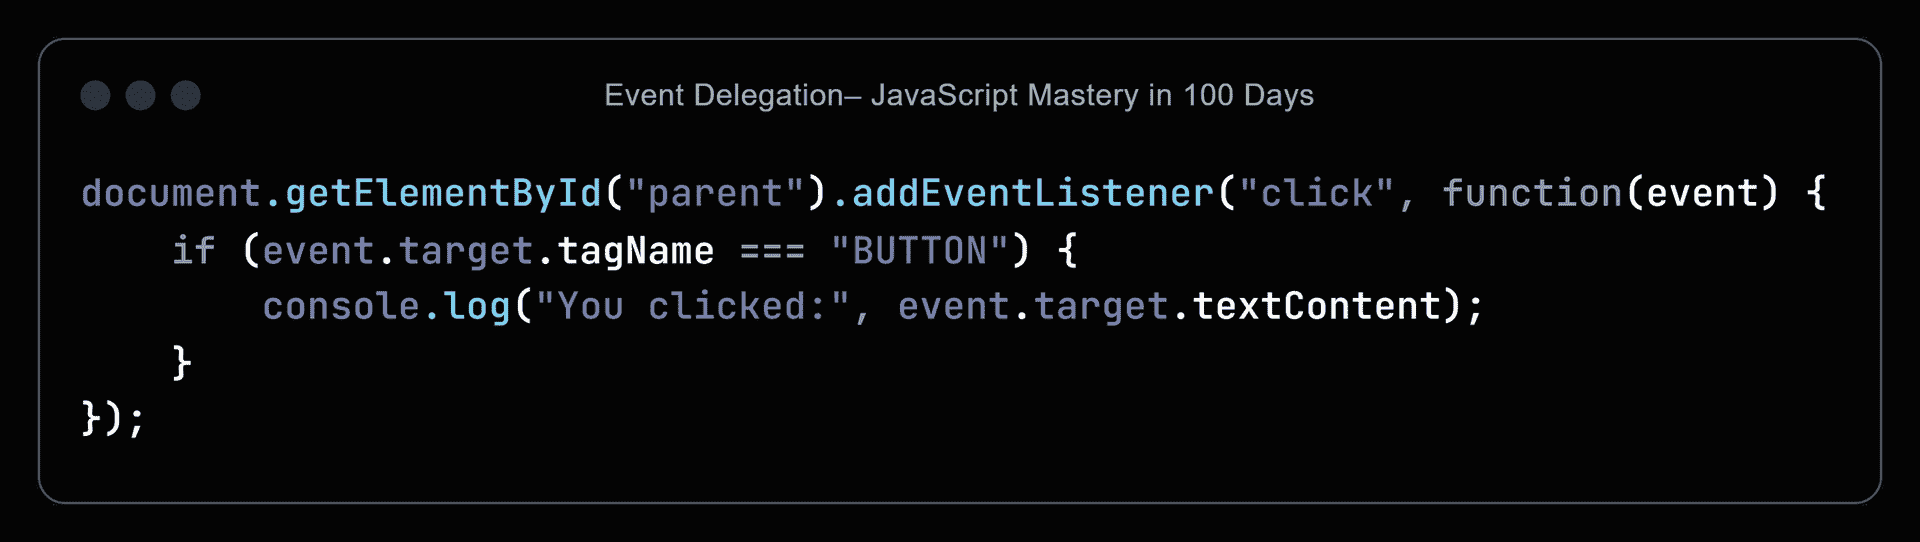 Event Delegation– JavaScript Mastery in 100 Days
document.getElementById("parent").addEventListener("click", function(event) {
    if (event.target.tagName === "BUTTON") {
        console.log("You clicked:", event.target.textContent);
    }
});